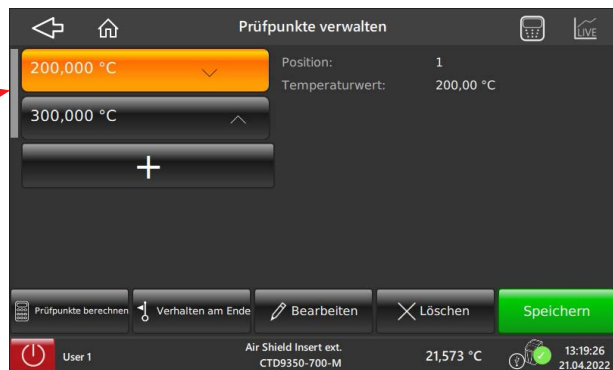 Prüfpunkte verwalten
LIVE
200,000 °C
Position: 1
Temperaturwert: 200,00 °C
300,000 °C
+
Prüfpunkte berechnen Verhalten am Ende Bearbeiten Löschen Speichern
User 1
Air Shield Insert ext.
CTD9350-700-M
21,573 °C
13:19:26
21.04.2022